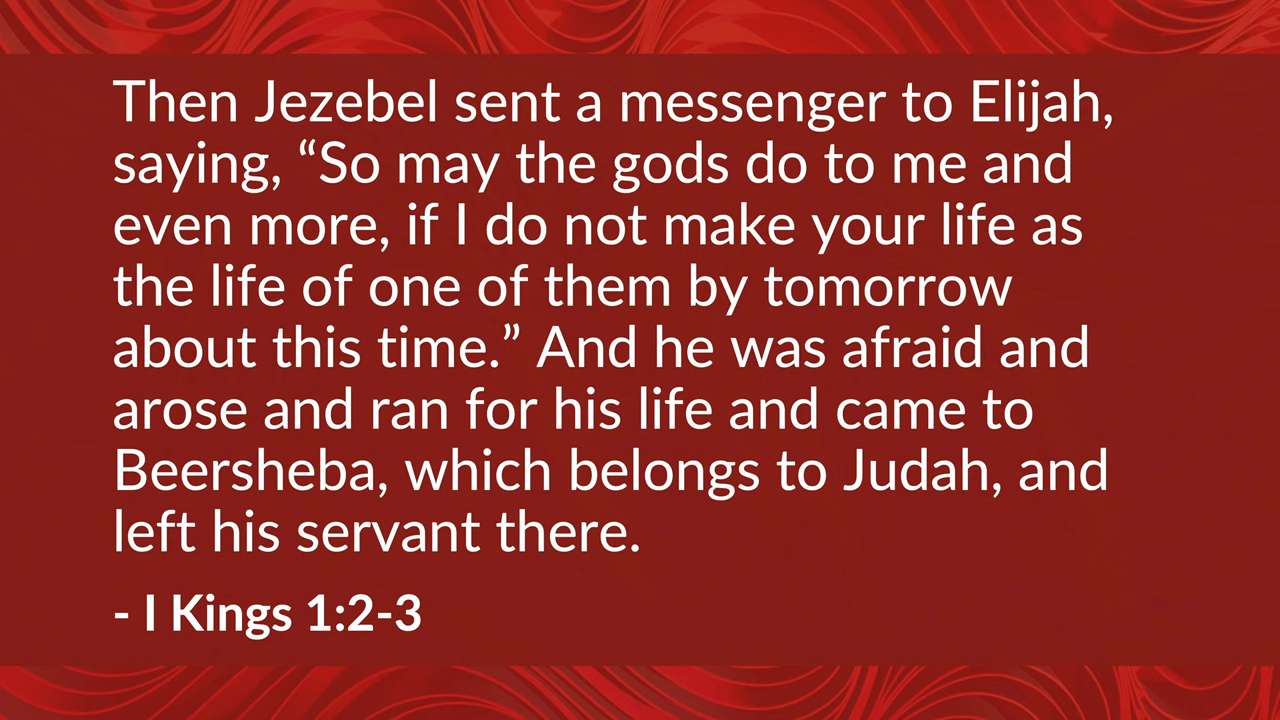 Then Jezebel sent a messenger to Elijah,
saying, “So may the gods do to me and
even more, if I do not make your life as
the life of one of them by tomorrow
about this time.” And he was afraid and
arose and ran for his life and came to
Beersheba, which belongs to Judah, and
left his servant there.
- I Kings 1:2-3